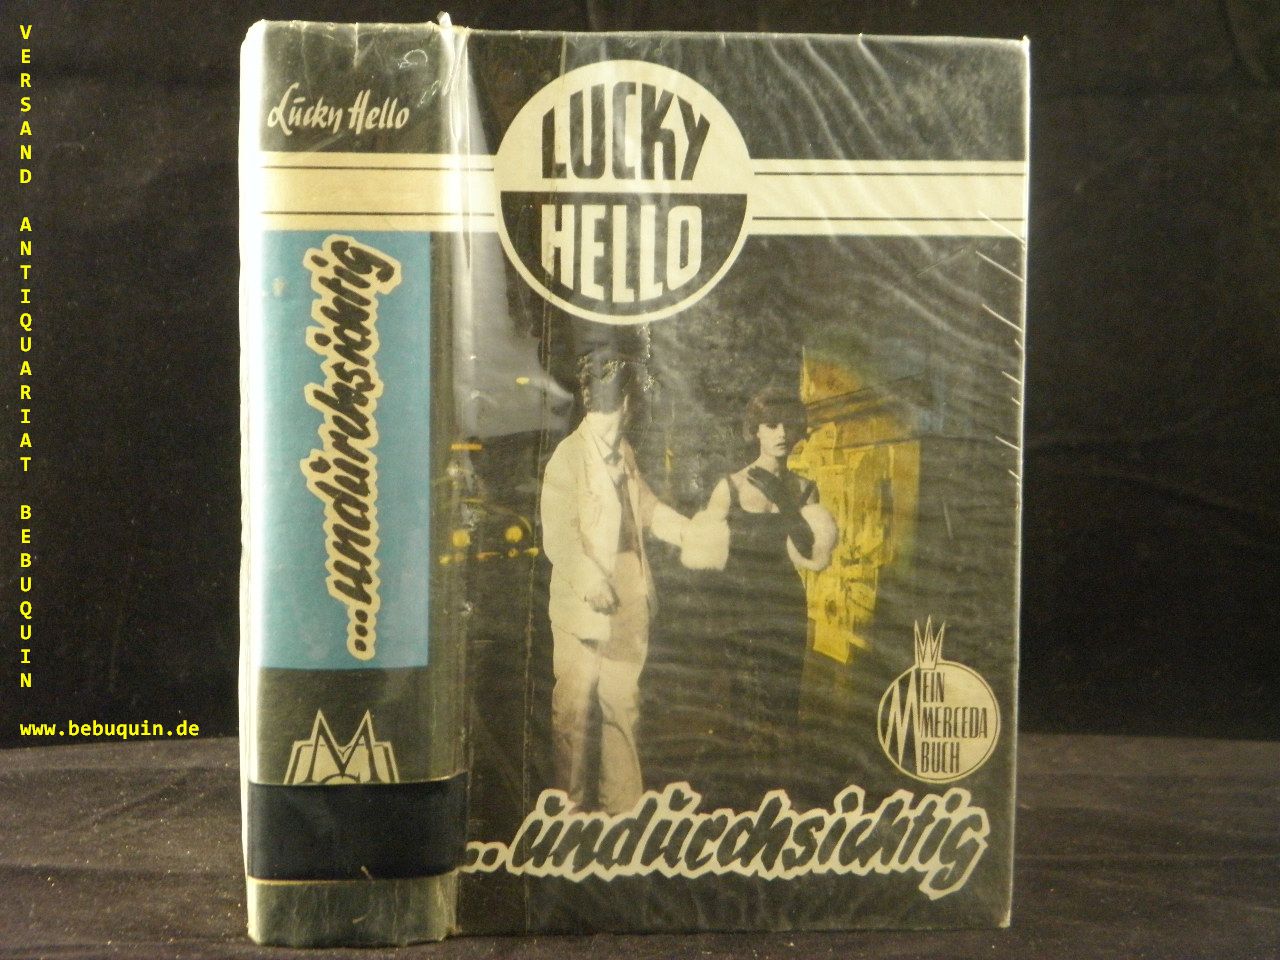 VERSAND ANTIQUARIAT BEBUQUIN
www.bebuquin.de
Lucky Hello
...undurchsichtig
LUCKY
HELLO
EIN
MERCEDA
BUCH
...undurchsichtig